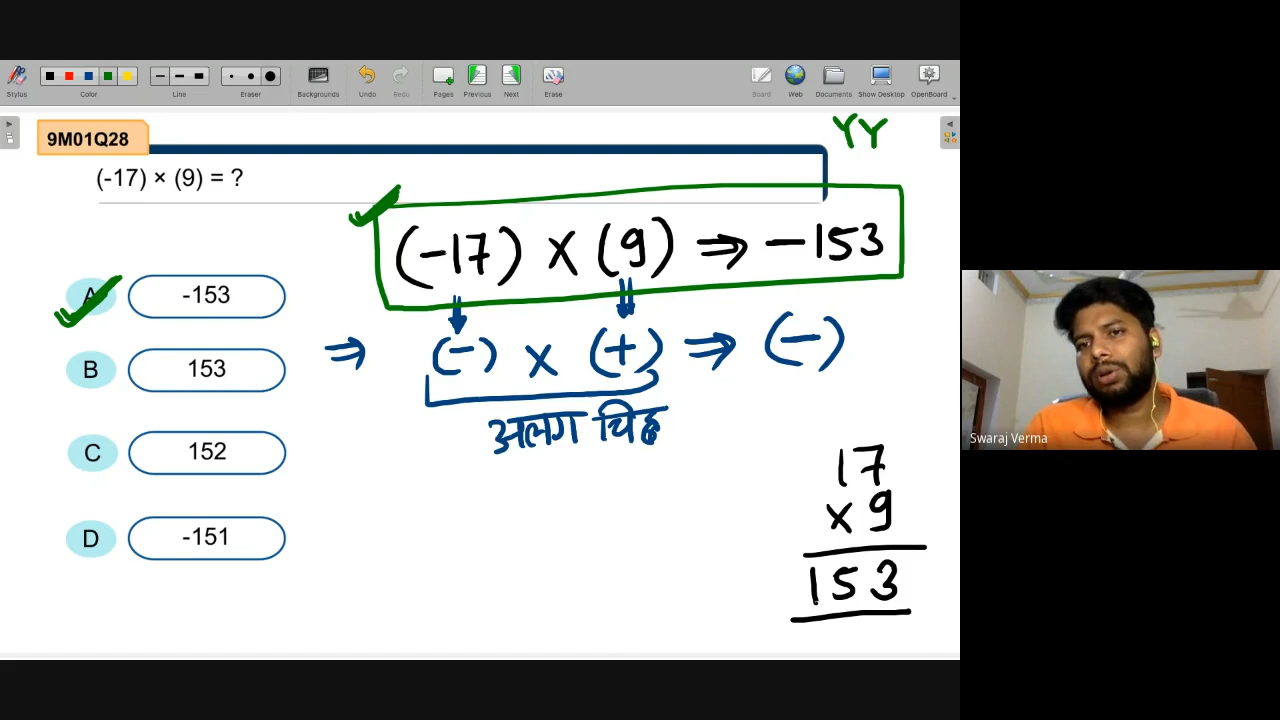 Stylus Color Line Eraser Backgrounds Undo Redo Pages Previous Next Erase Board Web Documents Show Desktop OpenBoard
YY
9M01Q28
(-17) × (9) = ?
(-17) × (9) ⇒ -153
A -153
⇒ (-) × (+) ⇒ (-)
B 153
अलग चिह्न
Swaraj Verma
C 152
17
× 9
153
D -151